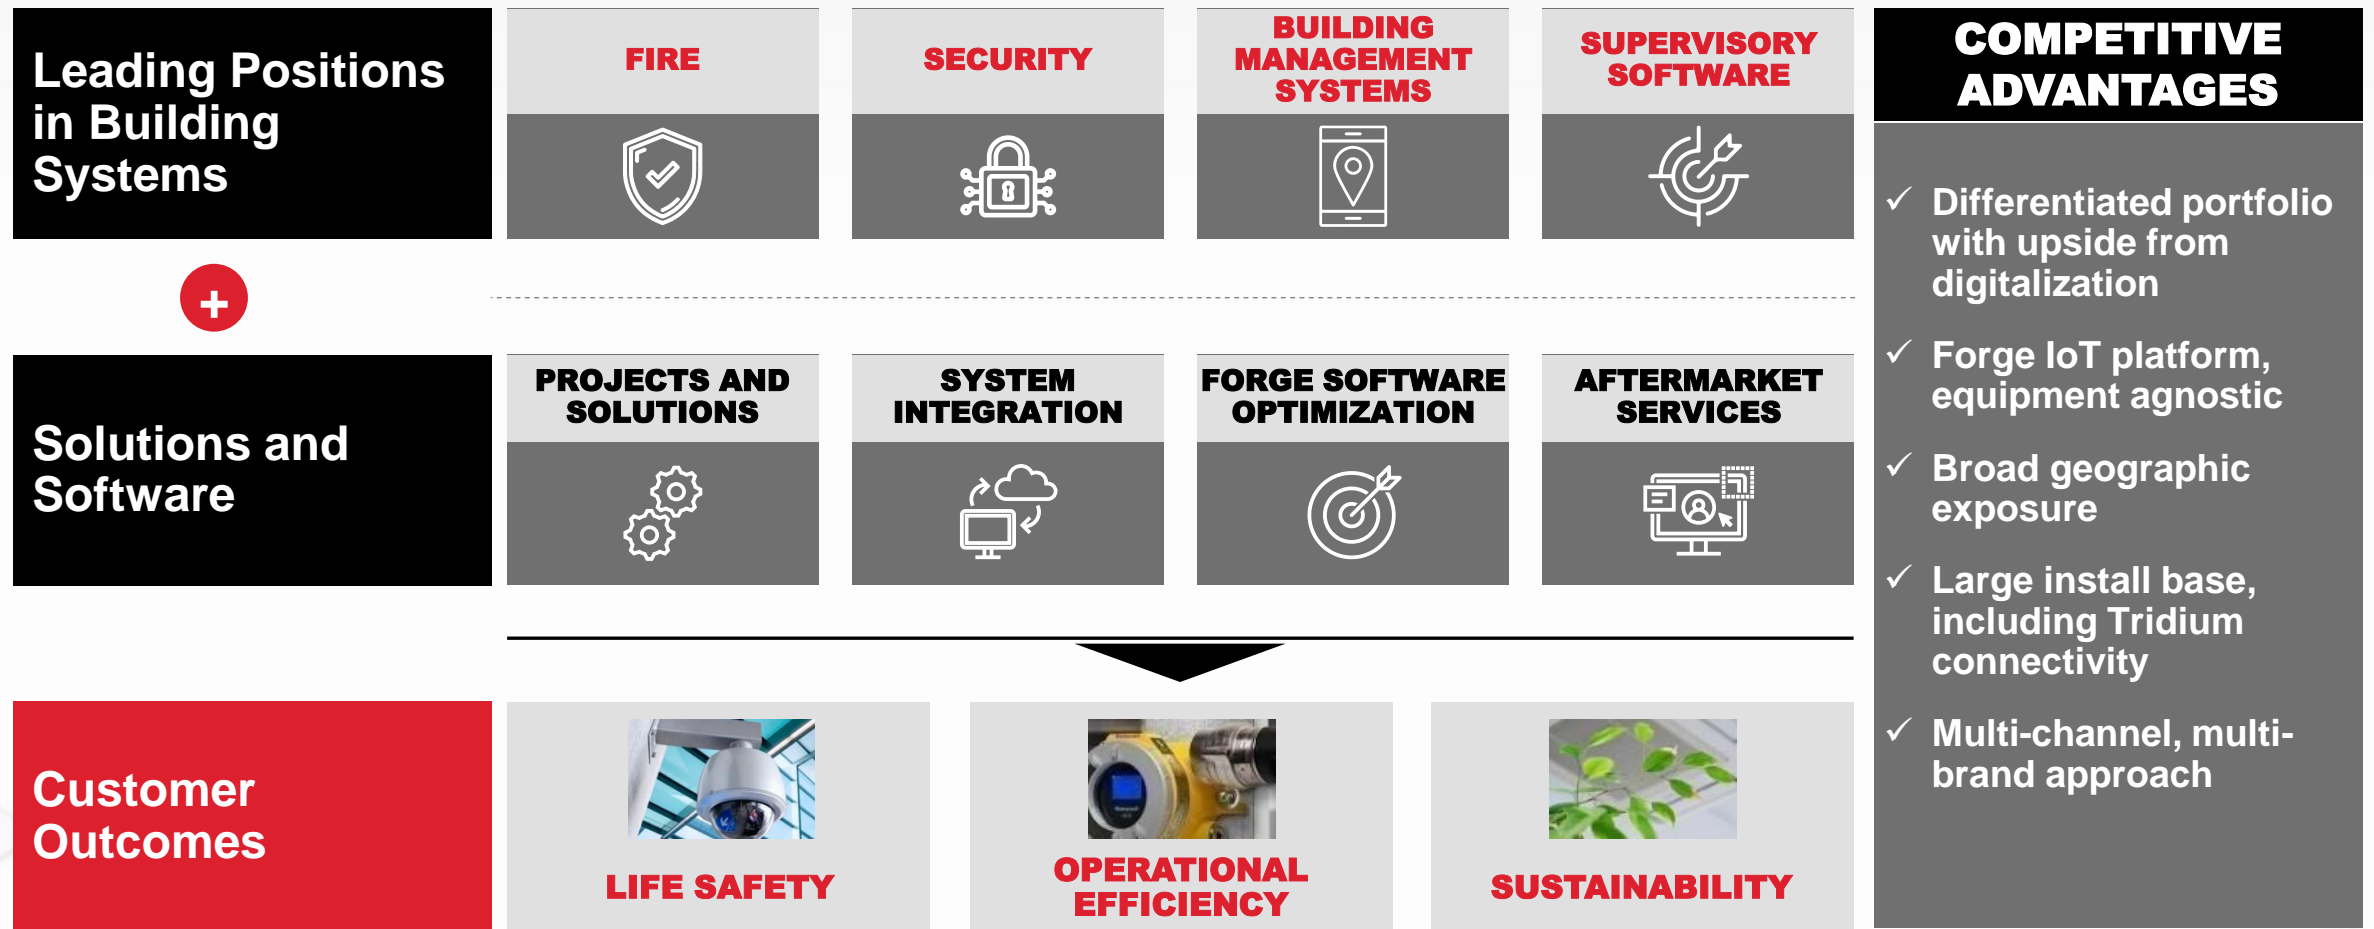 Leading Positions
in Building
Systems
FIRE
SECURITY
BUILDING
MANAGEMENT
SYSTEMS
SUPERVISORY
SOFTWARE
+
Solutions and
Software
PROJECTS AND
SOLUTIONS
SYSTEM
INTEGRATION
FORGE SOFTWARE
OPTIMIZATION
AFTERMARKET
SERVICES
Customer
Outcomes
LIFE SAFETY
OPERATIONAL
EFFICIENCY
SUSTAINABILITY
COMPETITIVE
ADVANTAGES
✓ Differentiated portfolio
with upside from
digitalization
✓ Forge IoT platform,
equipment agnostic
✓ Broad geographic
exposure
✓ Large install base,
including Tridium
connectivity
✓ Multi-channel, multi-
brand approach